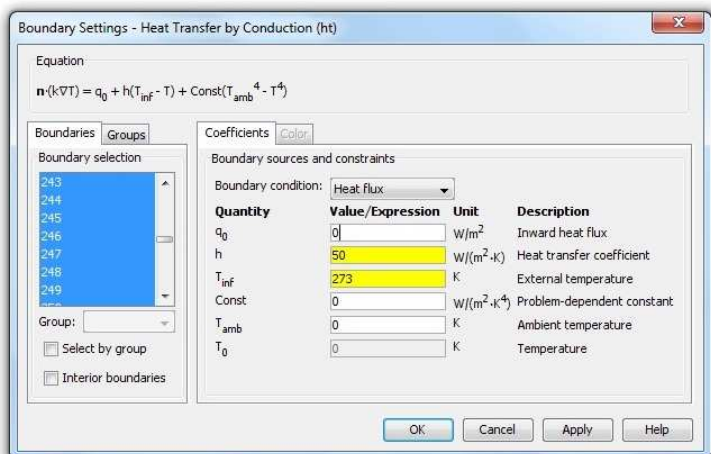 Boundary Settings - Heat Transfer by Conduction (ht)
Equation
n·(k∇T) = q0 + h(Tinf - T) + Const(Tamb^4 - T^4)
Boundaries Groups
Boundary selection
243
244
245
246
247
248
249
Group:
Select by group
Interior boundaries
Coefficients Color
Boundary sources and constraints
Boundary condition: Heat flux
Quantity Value/Expression Unit Description
q0 0 W/m² Inward heat flux
h 50 W/(m²·K) Heat transfer coefficient
Tinf 273 K External temperature
Const 0 W/(m²·K⁴) Problem-dependent constant
Tamb 0 K Ambient temperature
T0 0 K Temperature
OK Cancel Apply Help